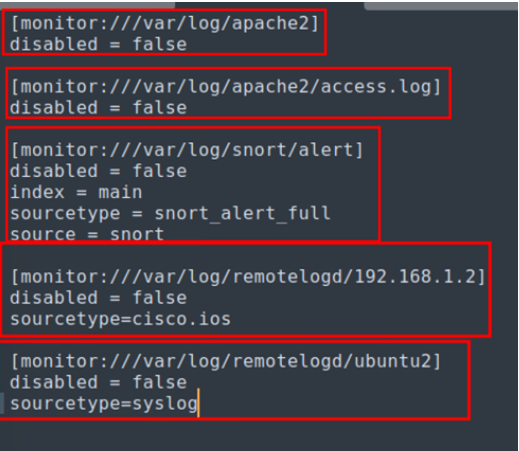 [monitor:///var/log/apache2]
disabled = false
[monitor:///var/log/apache2/access.log]
disabled = false
[monitor:///var/log/snort/alert]
disabled = false
index = main
sourcetype = snort_alert_full
source = snort
[monitor:///var/log/remotelogd/192.168.1.2]
disabled = false
sourcetype=cisco.ios
[monitor:///var/log/remotelogd/ubuntu2]
disabled = false
sourcetype=syslog